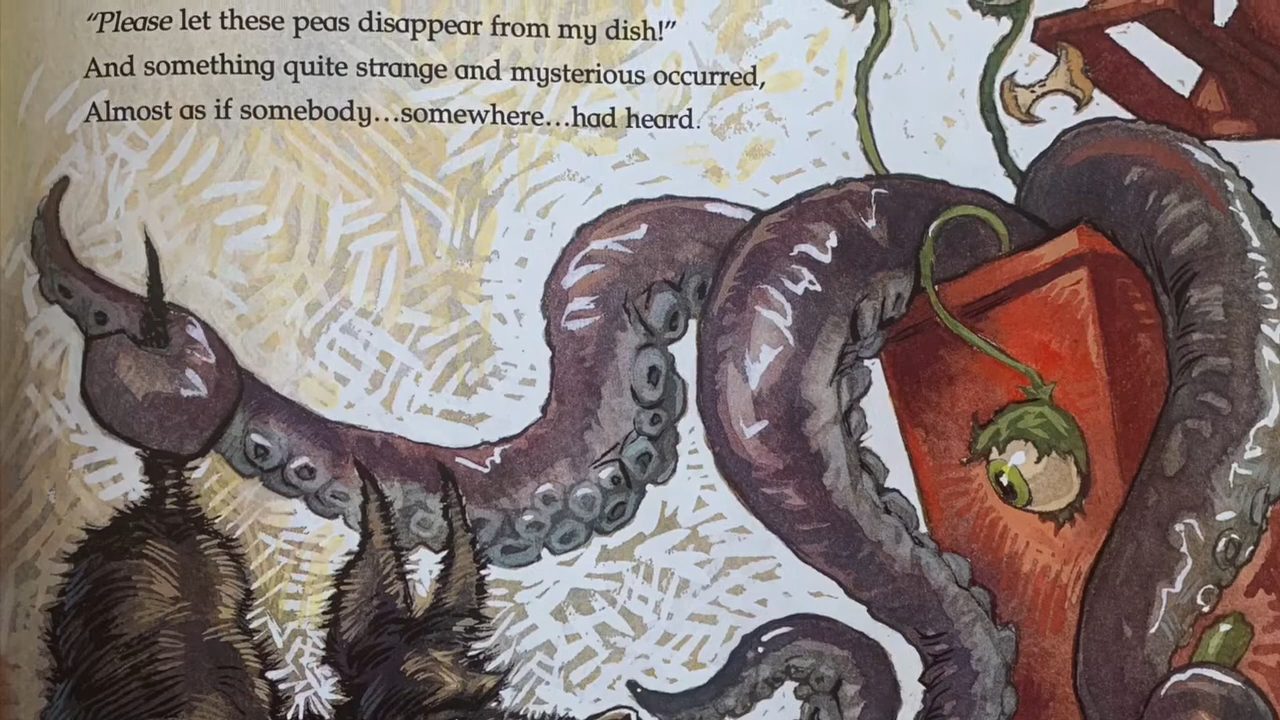 “Please let these peas disappear from my dish!”
And something quite strange and mysterious occurred,
Almost as if somebody...somewhere...had heard.